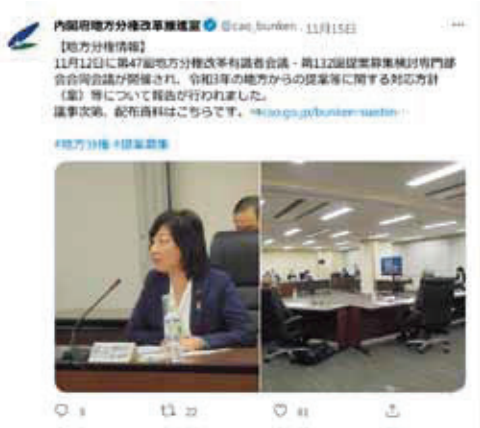 内閣府地方分権改革推進室 @cao_bunken · 11月15日
【地方分権情報】
11月12日に第47回地方分権改革有識者会議・第132回提案募集検討専門部
会合同会議が開催され、令和3年の地方からの提案等に関する対応方針
（案）等について報告が行われました。
議事次第、配布資料はこちらです。 cao.go.jp/bunken-suishin…
#地方分権 #提案募集
22